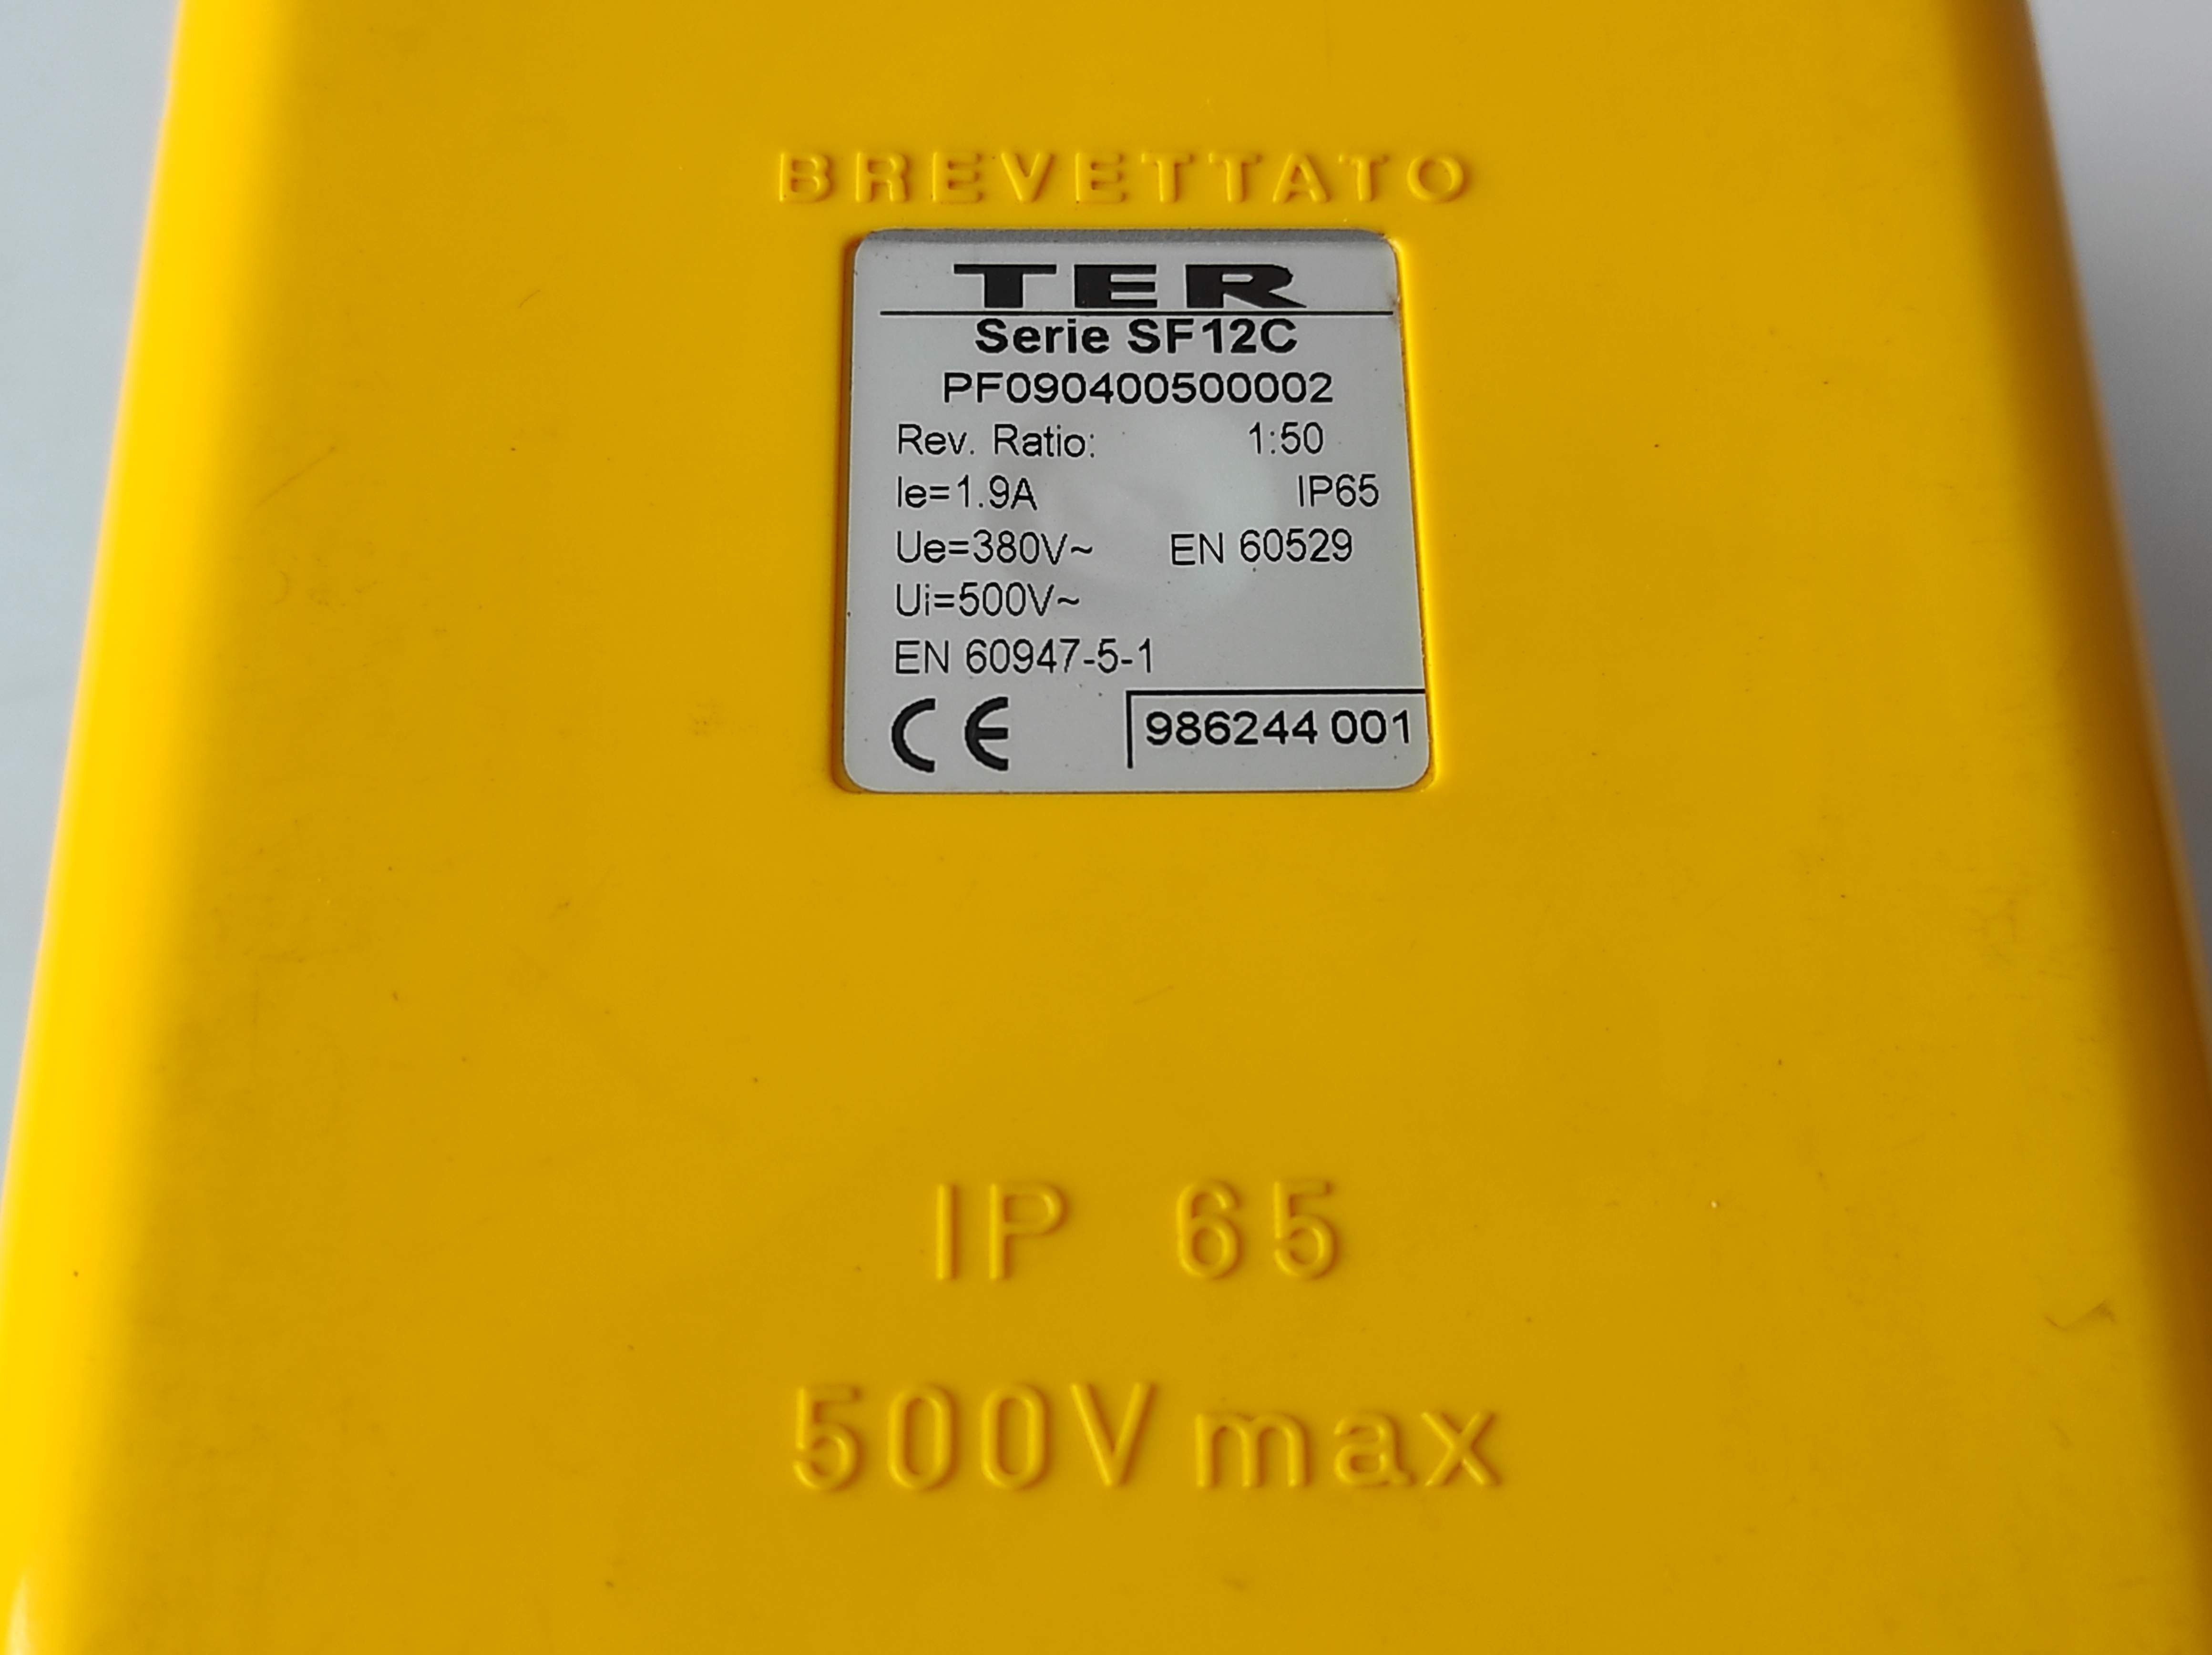 BREVETTATO
TER
Serie SF12C
PF090400500002
Rev. Ratio: 1:50
Ie=1.9A IP65
Ue=380V~ EN 60529
Ui=500V~
EN 60947-5-1
CE 986244 001
IP 65
500V max